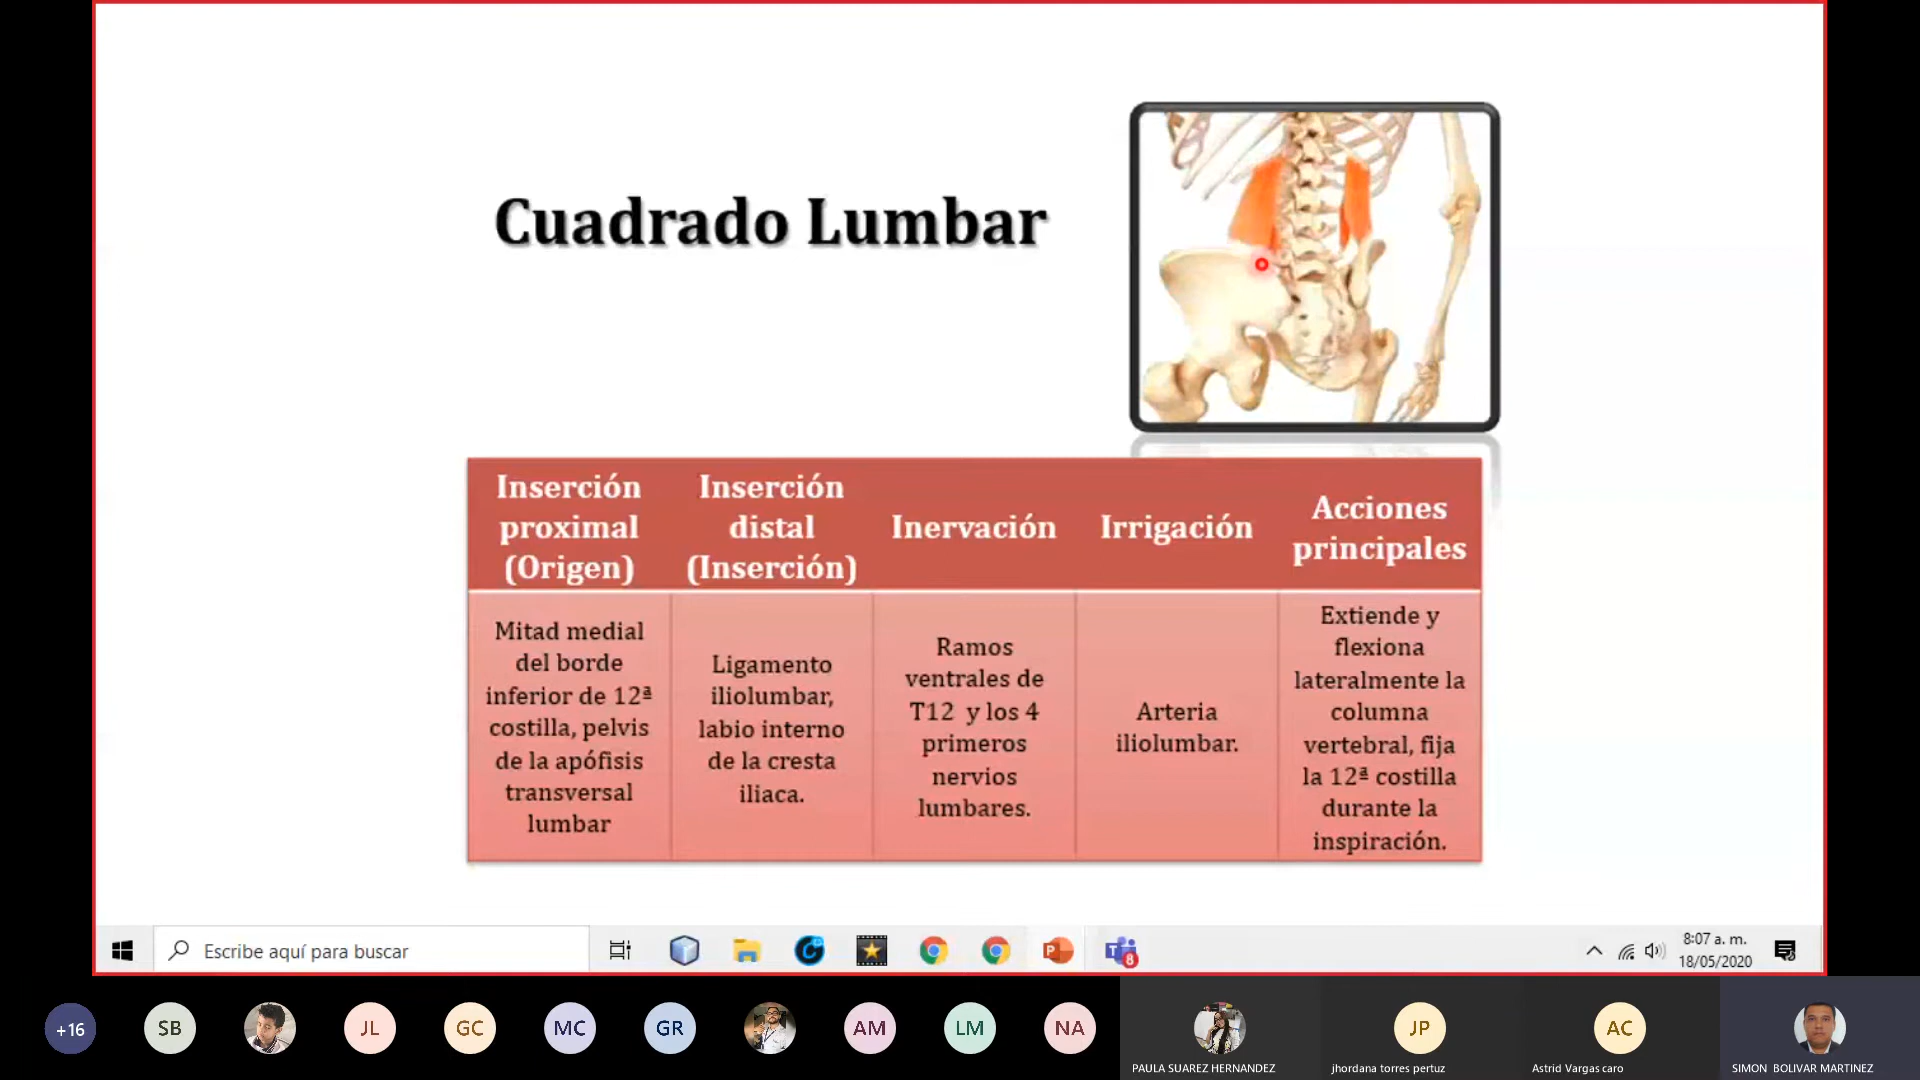 Cuadrado Lumbar
Inserción
proximal
(Origen)
Inserción
distal
(Inserción)
Inervación
Irrigación
Acciones
principales
Mitad medial
del borde
inferior de 12ª
costilla, pelvis
de la apófisis
transversal
lumbar
Ligamento
iliolumbar,
labio interno
de la cresta
iliaca.
Ramos
ventrales de
T12 y los 4
primeros
nervios
lumbares.
Arteria
iliolumbar.
Extiende y
flexiona
lateralmente la
columna
vertebral, fija
la 12ª costilla
durante la
inspiración.
Escribe aquí para buscar
8:07 a. m.
18/05/2020
+16
SB
JL
GC
MC
GR
AM
LM
NA
PAULA SUAREZ HERNANDEZ
JP
jhordana torres pertuz
AC
Astrid Vargas caro
SIMON BOLIVAR MARTINEZ